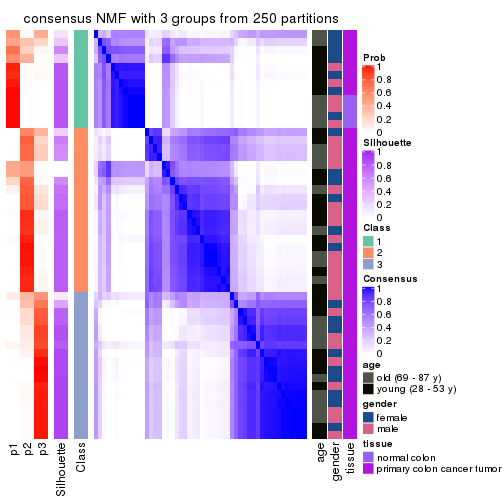 consensus NMF with 3 groups from 250 partitions
Prob
1
0.8
0.6
0.4
0.2
0
Silhouette
1
0.8
0.6
0.4
0.2
0
Class
1
2
3
Consensus
1
0.8
0.6
0.4
0.2
0
age
old (69 - 87 y)
young (28 - 53 y)
gender
female
male
tissue
normal colon
primary colon cancer tumor
p1
p2
p3
Silhouette
Class
age
gender
tissue